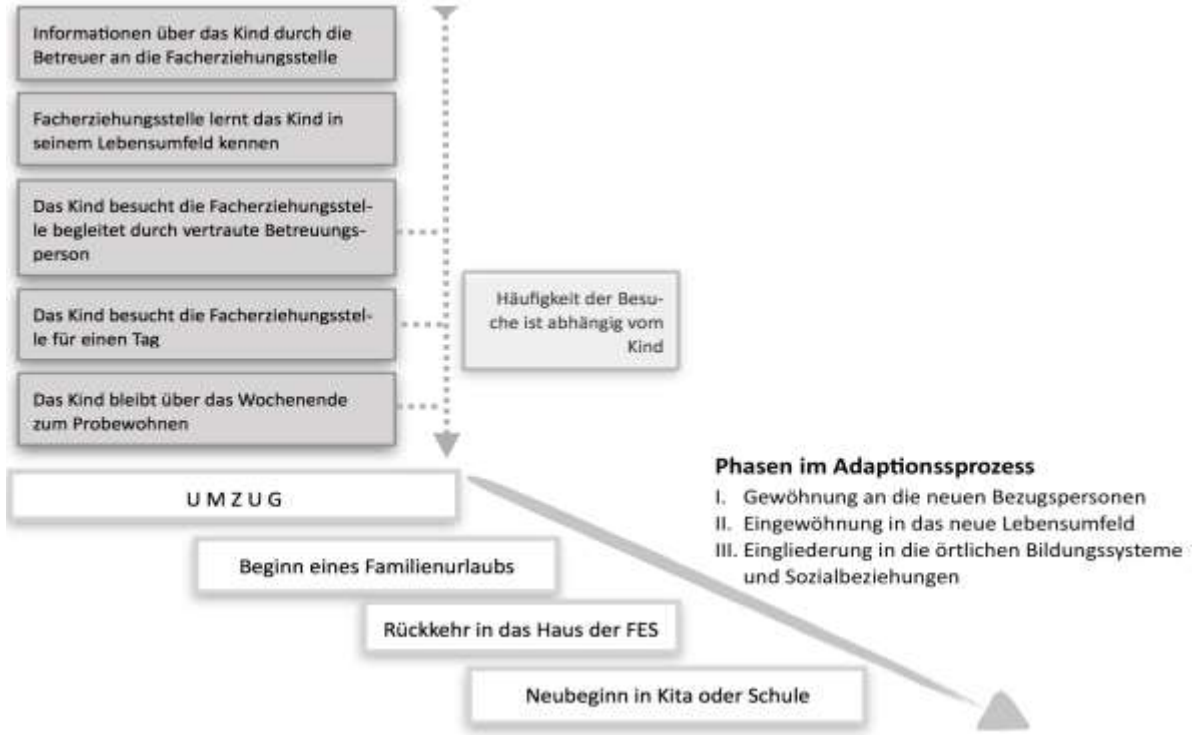 Informationen über das Kind durch die
Betreuer an die Facherziehungsstelle
Facherziehungsstelle lernt das Kind in
seinem Lebensumfeld kennen
Das Kind besucht die Facherziehungsstel-
le begleitet durch vertraute Betreuungs-
person
Das Kind besucht die Facherziehungsstel-
le für einen Tag
Das Kind bleibt über das Wochenende
zum Probewohnen
Häufigkeit der Besu-
che ist abhängig vom
Kind
U M Z U G
Beginn eines Familienurlaubs
Rückkehr in das Haus der FES
Neubeginn in Kita oder Schule
Phasen im Adaptionssprozess
I. Gewöhnung an die neuen Bezugspersonen
II. Eingewöhnung in das neue Lebensumfeld
III. Eingliederung in die örtlichen Bildungssysteme
und Sozialbeziehungen